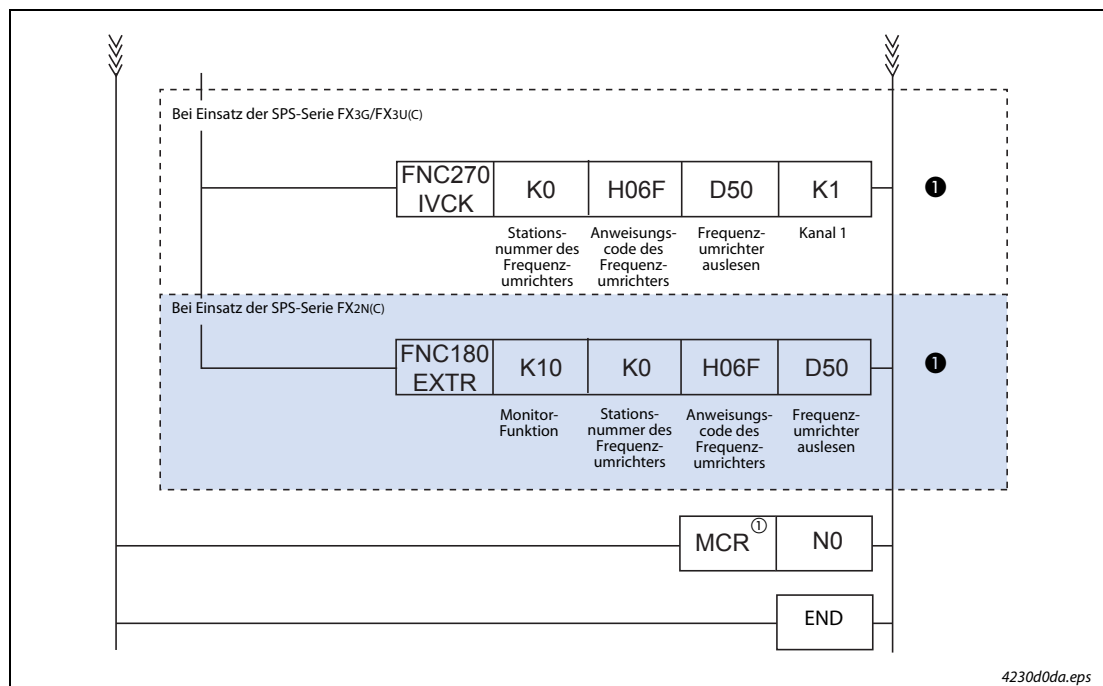 Bei Einsatz der SPS-Serie FX3G/FX3U(C)
FNC270 IVCK K0 H06F D50 K1 ❶
Stations-
nummer des
Frequenz-
umrichters
Anweisungs-
code des
Frequenz-
umrichters
Frequenz-
umrichter
auslesen
Kanal 1
Bei Einsatz der SPS-Serie FX2N(C)
FNC180 EXTR K10 K0 H06F D50 ❶
Monitor-
Funktion
Stations-
nummer des
Frequenz-
umrichters
Anweisungs-
code des
Frequenz-
umrichters
Frequenz-
umrichter
auslesen
MCR ① N0
END
4230d0da.eps